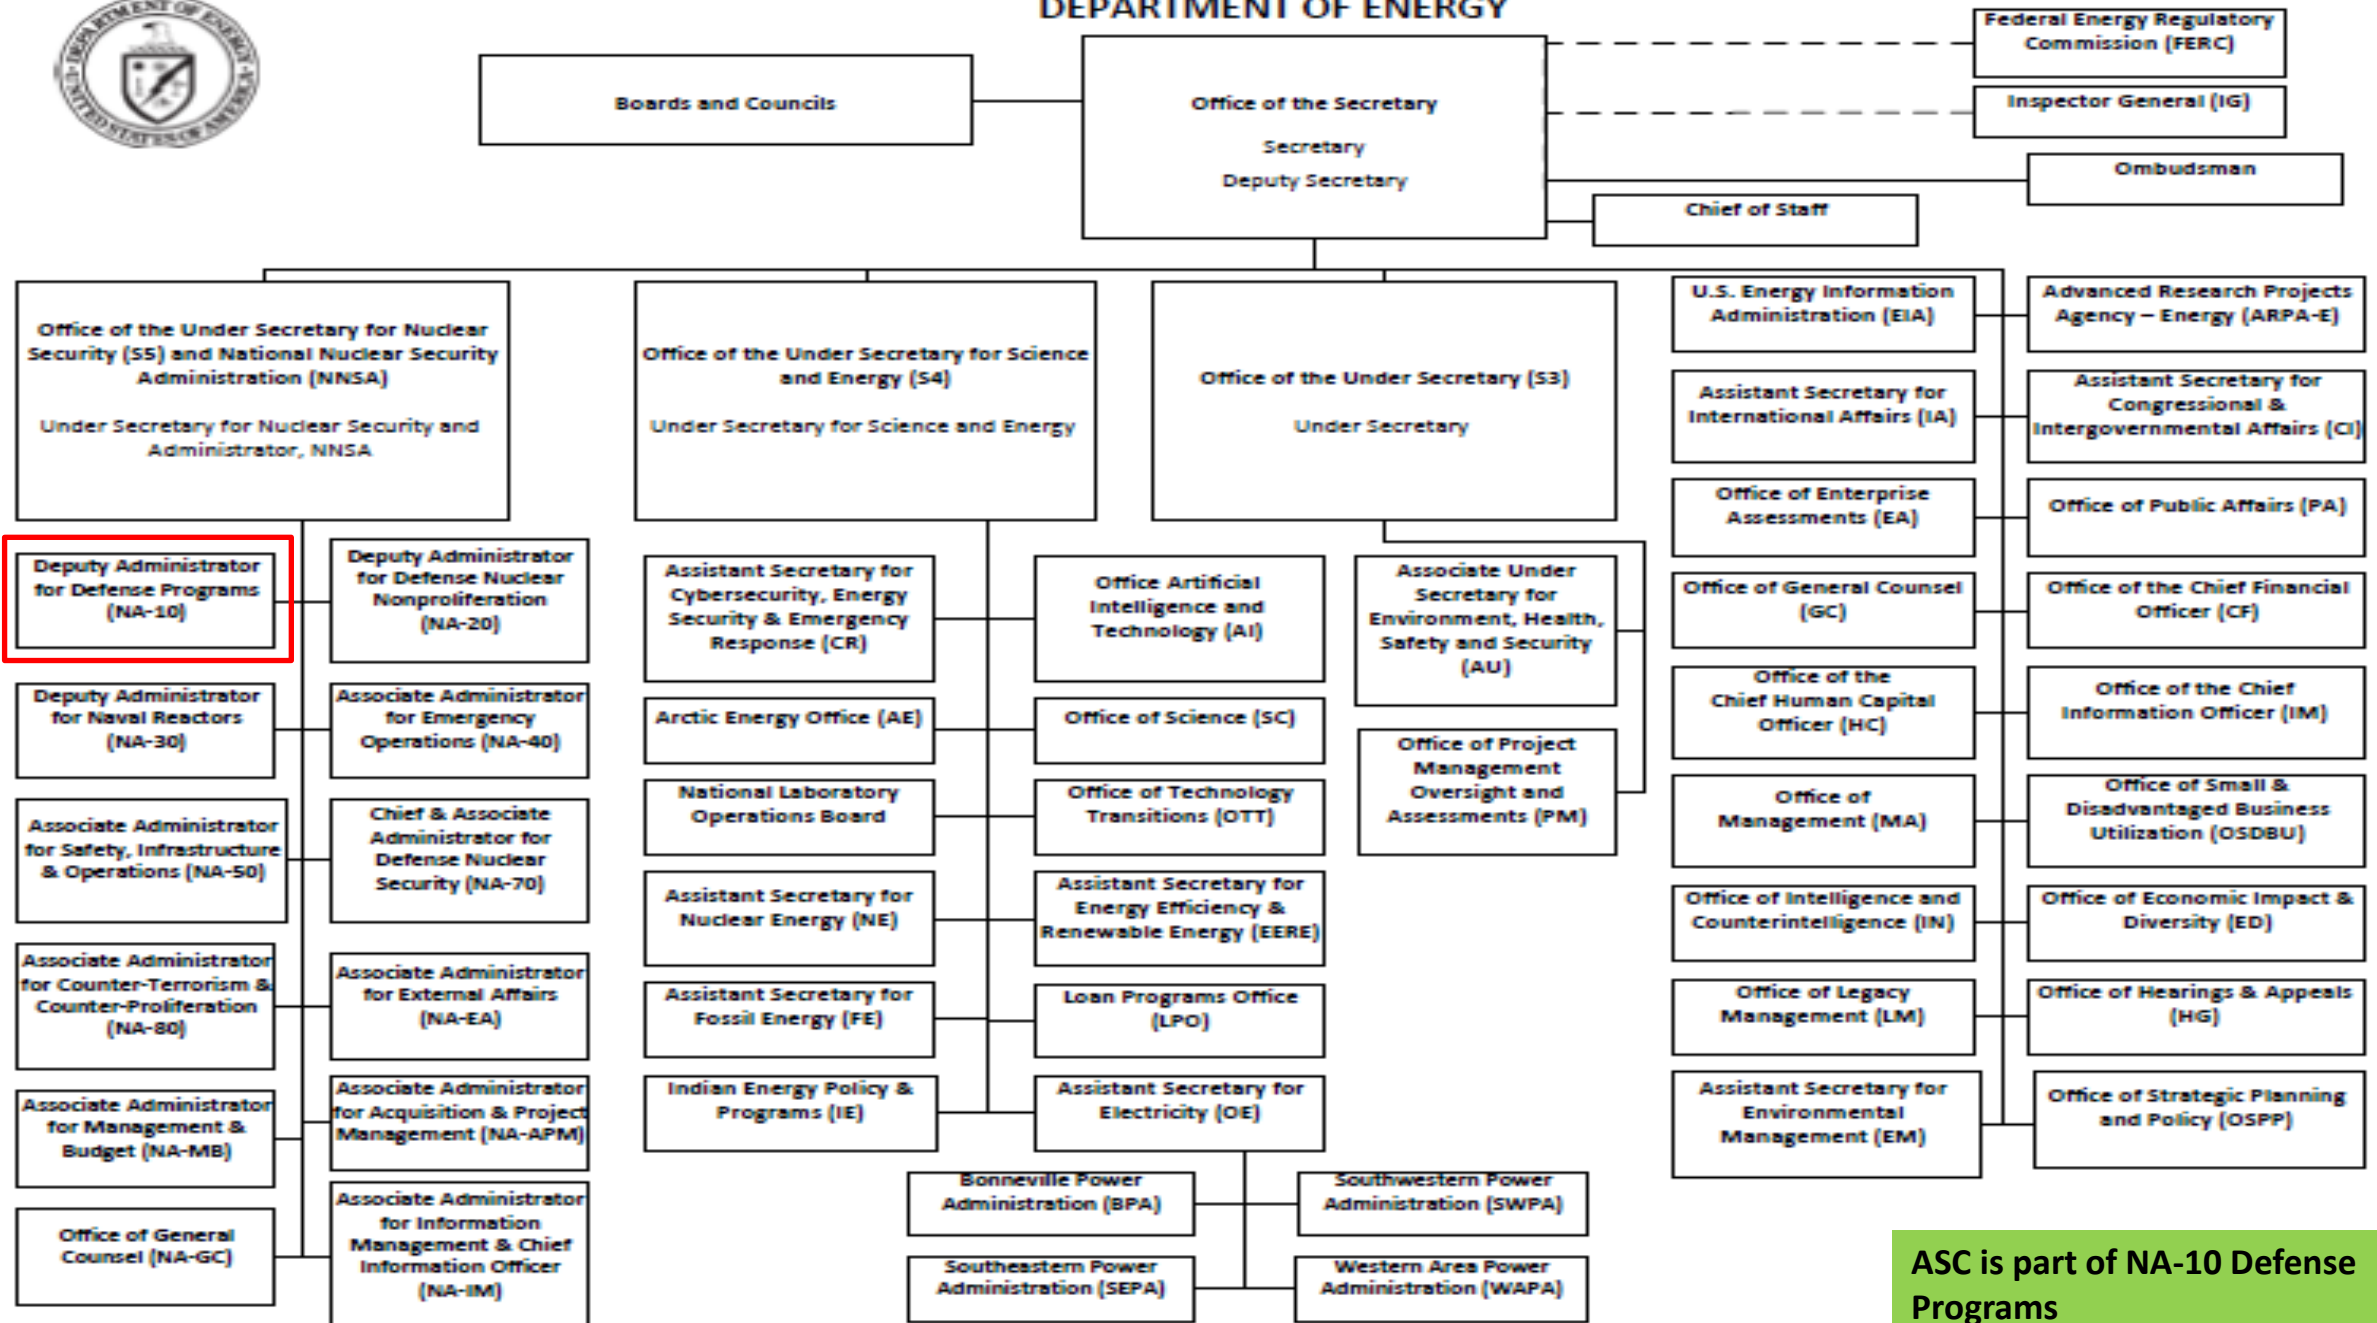 DEPARTMENT OF ENERGY
DEPARTMENT OF ENERGY
UNITED STATES OF AMERICA
Boards and Councils
Office of the Secretary
Secretary
Deputy Secretary
Federal Energy Regulatory
Commission (FERC)
Inspector General (IG)
Ombudsman
Chief of Staff
Office of the Under Secretary for Nuclear
Security (S5) and National Nuclear Security
Administration (NNSA)
Under Secretary for Nuclear Security and
Administrator, NNSA
Office of the Under Secretary for Science
and Energy (S4)
Under Secretary for Science and Energy
Office of the Under Secretary (S3)
Under Secretary
Deputy Administrator
for Defense Programs
(NA-10)
Deputy Administrator
for Defense Nuclear
Nonproliferation
(NA-20)
Deputy Administrator
for Naval Reactors
(NA-30)
Associate Administrator
for Emergency
Operations (NA-40)
Associate Administrator
for Safety, Infrastructure
& Operations (NA-50)
Chief & Associate
Administrator for
Defense Nuclear
Security (NA-70)
Associate Administrator
for Counter-Terrorism &
Counter-Proliferation
(NA-80)
Associate Administrator
for External Affairs
(NA-EA)
Associate Administrator
for Management &
Budget (NA-MB)
Associate Administrator
for Acquisition & Project
Management (NA-APM)
Office of General
Counsel (NA-GC)
Associate Administrator
for Information
Management & Chief
Information Officer
(NA-IM)
Assistant Secretary for
Cybersecurity, Energy
Security & Emergency
Response (CR)
Office Artificial
Intelligence and
Technology (AI)
Arctic Energy Office (AE)
Office of Science (SC)
National Laboratory
Operations Board
Office of Technology
Transitions (OTT)
Assistant Secretary for
Nuclear Energy (NE)
Assistant Secretary for
Energy Efficiency &
Renewable Energy (EERE)
Assistant Secretary for
Fossil Energy (FE)
Loan Programs Office
(LPO)
Indian Energy Policy &
Programs (IE)
Assistant Secretary for
Electricity (OE)
Bonneville Power
Administration (BPA)
Southwestern Power
Administration (SWPA)
Southeastern Power
Administration (SEPA)
Western Area Power
Administration (WAPA)
Associate Under
Secretary for
Environment, Health,
Safety and Security
(AU)
Office of Project
Management
Oversight and
Assessments (PM)
U.S. Energy Information
Administration (EIA)
Advanced Research Projects
Agency – Energy (ARPA-E)
Assistant Secretary for
International Affairs (IA)
Assistant Secretary for
Congressional &
Intergovernmental Affairs (CI)
Office of Enterprise
Assessments (EA)
Office of Public Affairs (PA)
Office of General Counsel
(GC)
Office of the Chief Financial
Officer (CF)
Office of the
Chief Human Capital
Officer (HC)
Office of the Chief
Information Officer (IM)
Office of
Management (MA)
Office of Small &
Disadvantaged Business
Utilization (OSDBU)
Office of Intelligence and
Counterintelligence (IN)
Office of Economic Impact &
Diversity (ED)
Office of Legacy
Management (LM)
Office of Hearings & Appeals
(HG)
Assistant Secretary for
Environmental
Management (EM)
Office of Strategic Planning
and Policy (OSPP)
ASC is part of NA-10 Defense
Programs